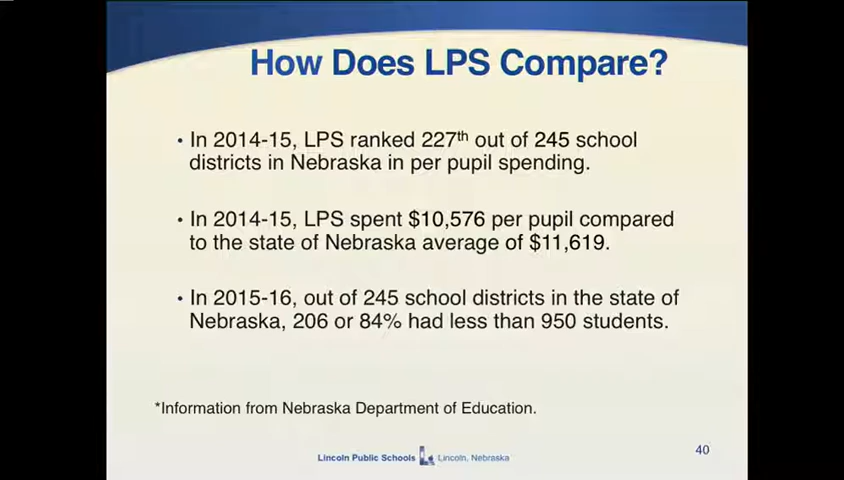 How Does LPS Compare?
• In 2014-15, LPS ranked 227th out of 245 school
districts in Nebraska in per pupil spending.
• In 2014-15, LPS spent $10,576 per pupil compared
to the state of Nebraska average of $11,619.
• In 2015-16, out of 245 school districts in the state of
Nebraska, 206 or 84% had less than 950 students.
*Information from Nebraska Department of Education.
Lincoln Public Schools Lincoln, Nebraska
40